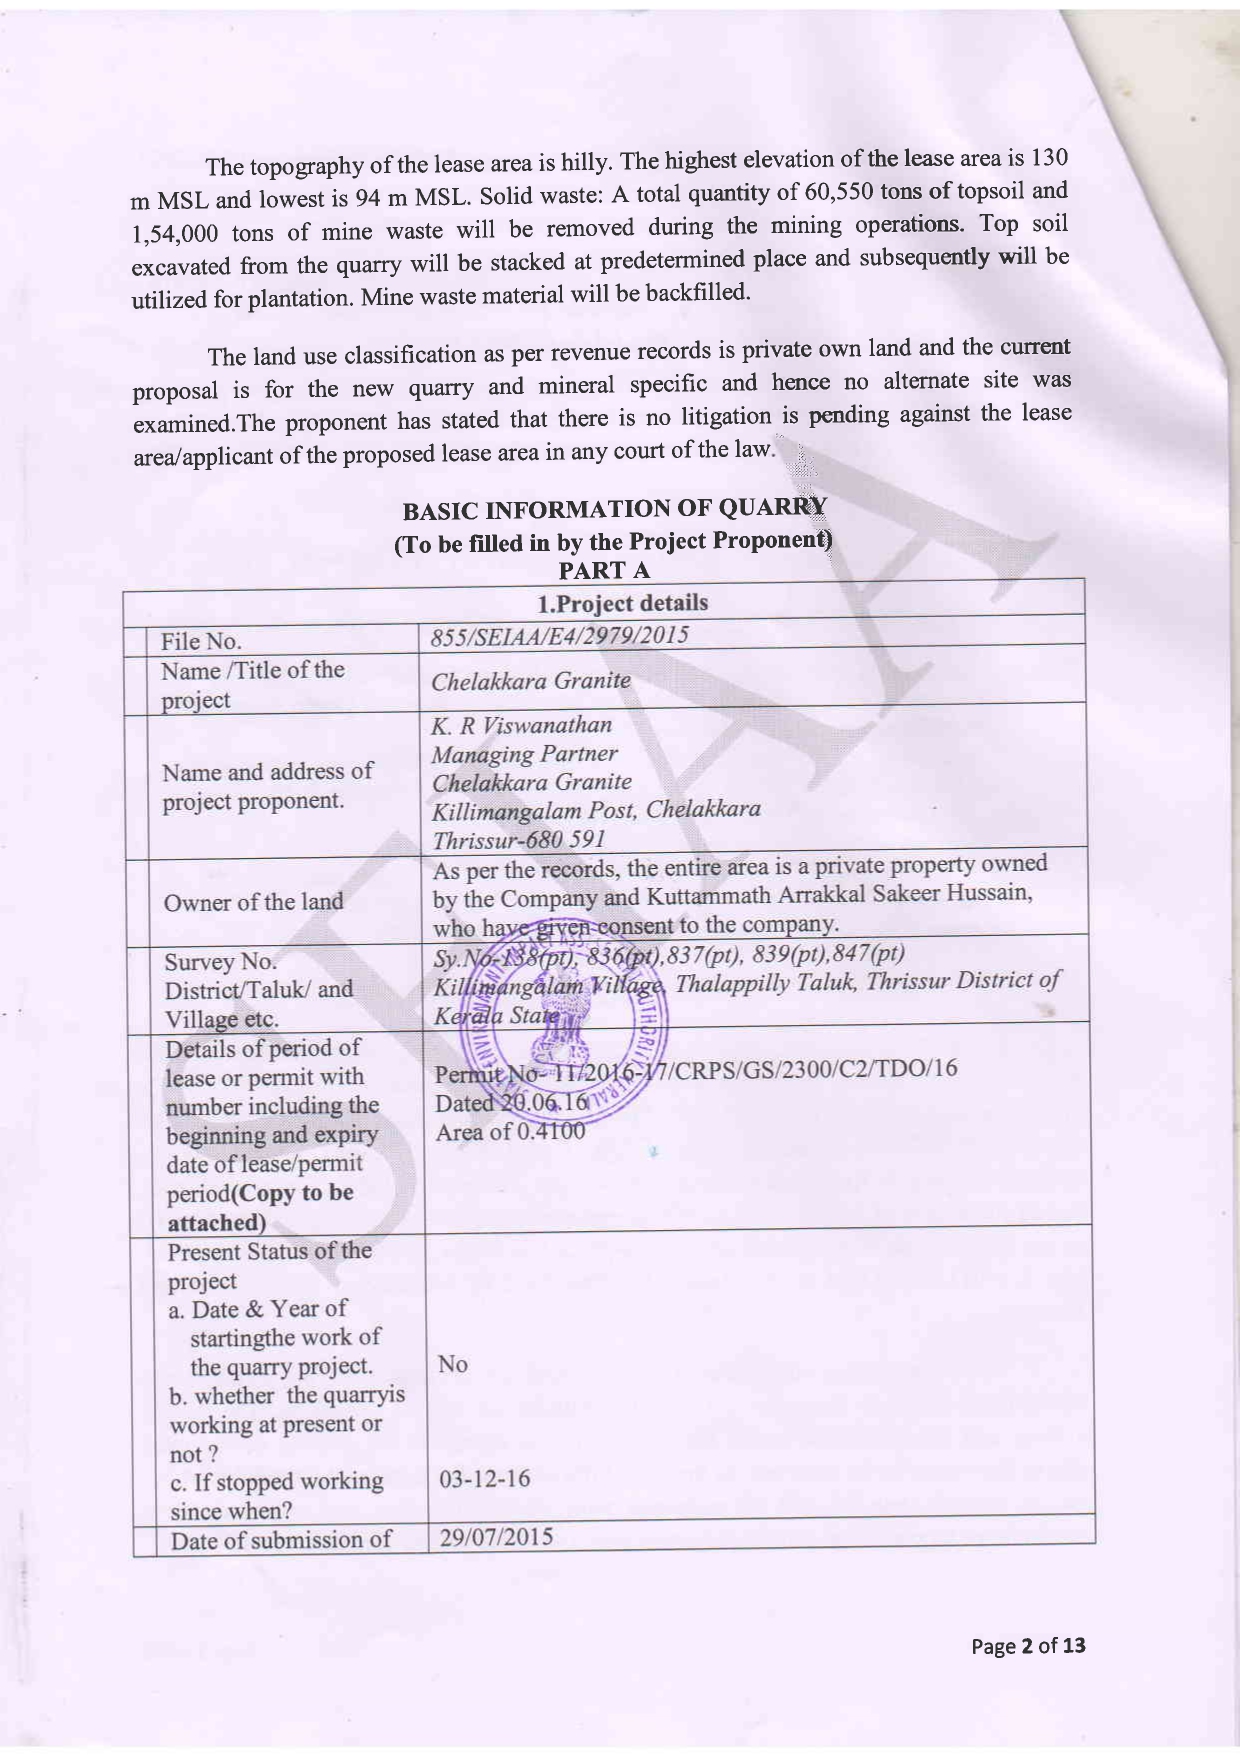 The topography of the lease area is hilly. The highest elevation of the lease area is 130
m MSL and lowest is 94 m MSL. Solid waste: A total quantity of 60,550 tons of topsoil and
1,54,000 tons of mine waste will be removed during the mining operations. Top soil
excavated from the quarry will be stacked at predetermined place and subsequently will be
utilized for plantation. Mine waste material will be backfilled.
The land use classification as per revenue records is private own land and the current
proposal is for the new quarry and mineral specific and hence no alternate site was
examined.The proponent has stated that there is no litigation is pending against the lease
area/applicant of the proposed lease area in any court of the law.
BASIC INFORMATION OF QUARRY
(To be filled in by the Project Proponent)
PART A
1.Project details
File No.
855/SEIAA/E4/2979/2015
Name /Title of the
project
Chelakkara Granite
Name and address of
project proponent.
K. R Viswanathan
Managing Partner
Chelakkara Granite
Killimangalam Post, Chelakkara
Thrissur-680 591
Owner of the land
As per the records, the entire area is a private property owned
by the Company and Kuttammath Arrakkal Sakeer Hussain,
who have given consent to the company.
Survey No.
District/Taluk/ and
Village etc.
Sy.No-138(pt), 836(pt),837(pt), 839(pt),847(pt)
Killimangalam Village, Thalappilly Taluk, Thrissur District of
Kerala State
Details of period of
lease or permit with
number including the
beginning and expiry
date of lease/permit
period(Copy to be
attached)
Permit No- 11/2016-17/CRPS/GS/2300/C2/TDO/16
Dated 20.06.16
Area of 0.4100
Present Status of the
project
a. Date & Year of
startingthe work of
the quarry project.
b. whether the quarryis
working at present or
not ?
c. If stopped working
since when?
No
03-12-16
Date of submission of
29/07/2015
Page 2 of 13
SEIAA